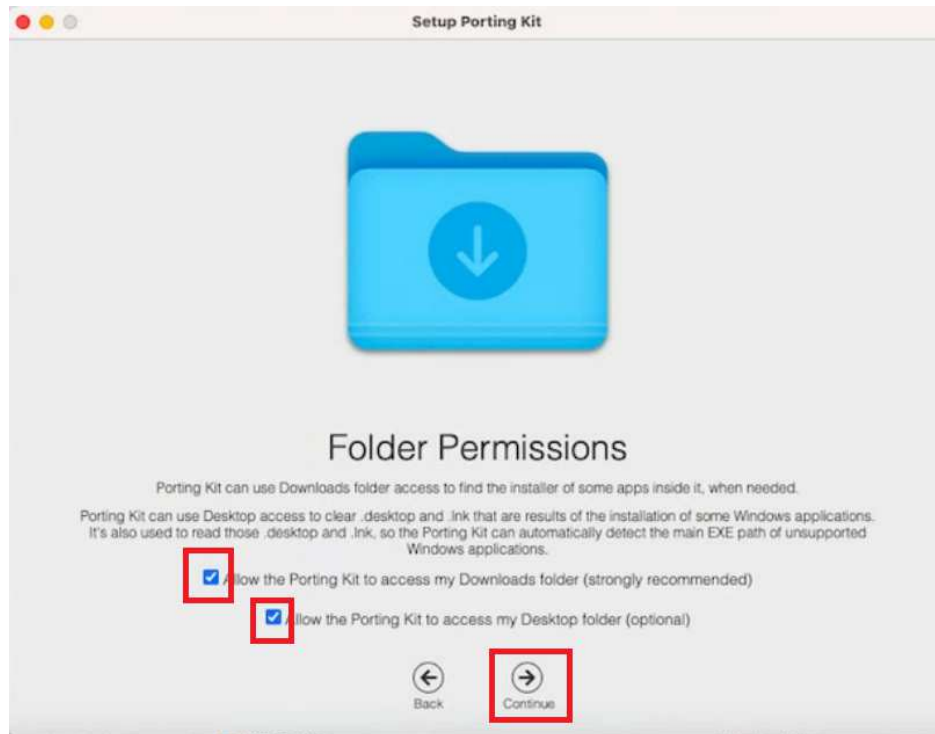 Setup Porting Kit
Folder Permissions
Porting Kit can use Downloads folder access to find the installer of some apps inside it, when needed.
Porting Kit can use Desktop access to clear .desktop and .lnk that are results of the installation of some Windows applications.
It's also used to read those .desktop and .lnk, so the Porting Kit can automatically detect the main EXE path of unsupported
Windows applications.
Allow the Porting Kit to access my Downloads folder (strongly recommended)
Allow the Porting Kit to access my Desktop folder (optional)
Back
Continue